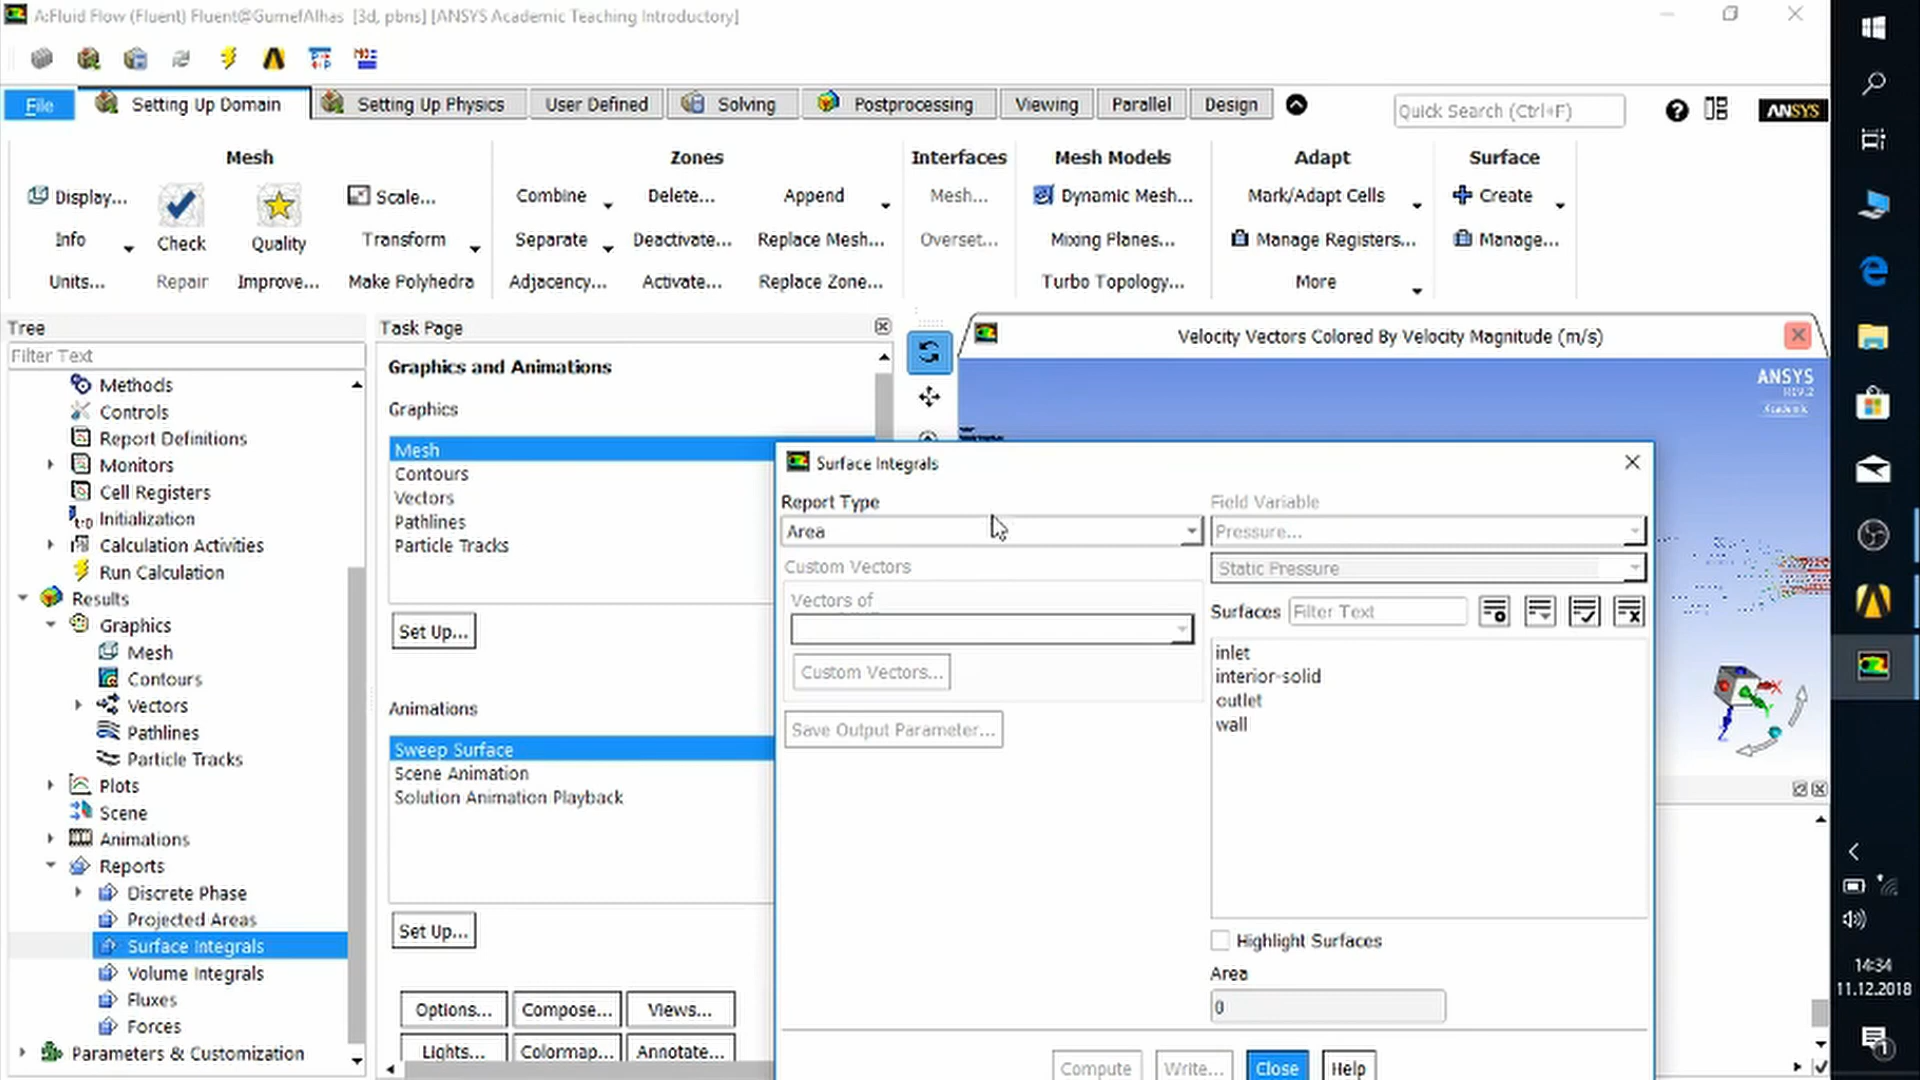 A:Fluid Flow (Fluent) Fluent@GumefAlhas [3d, pbns] [ANSYS Academic Teaching Introductory]
File
Setting Up Domain
Setting Up Physics
User Defined
Solving
Postprocessing
Viewing
Parallel
Design
Quick Search (Ctrl+F)
ANSYS
Mesh
Zones
Interfaces
Mesh Models
Adapt
Surface
Display...
Check
Quality
Scale...
Combine
Delete...
Append
Mesh...
Dynamic Mesh...
Mark/Adapt Cells
Create
Info
Transform
Separate
Deactivate...
Replace Mesh...
Overset...
Mixing Planes...
Manage Registers...
Manage...
Units...
Repair
Improve...
Make Polyhedra
Adjacency...
Activate...
Replace Zone...
Turbo Topology...
More
Tree
Filter Text
Methods
Controls
Report Definitions
Monitors
Cell Registers
Initialization
Calculation Activities
Run Calculation
Results
Graphics
Mesh
Contours
Vectors
Pathlines
Particle Tracks
Plots
Scene
Animations
Reports
Discrete Phase
Projected Areas
Surface Integrals
Volume Integrals
Fluxes
Forces
Parameters & Customization
Task Page
Graphics and Animations
Graphics
Mesh
Contours
Vectors
Pathlines
Particle Tracks
Set Up...
Animations
Sweep Surface
Scene Animation
Solution Animation Playback
Set Up...
Options...
Compose...
Views...
Lights...
Colormap...
Annotate...
Velocity Vectors Colored By Velocity Magnitude (m/s)
ANSYS
R19.2
Academic
Surface Integrals
Report Type
Area
Custom Vectors
Vectors of
Custom Vectors...
Save Output Parameter...
Field Variable
Pressure...
Static Pressure
Surfaces
Filter Text
inlet
interior-solid
outlet
wall
Highlight Surfaces
Area
0
Compute
Write...
Close
Help
14:34
11.12.2018
1